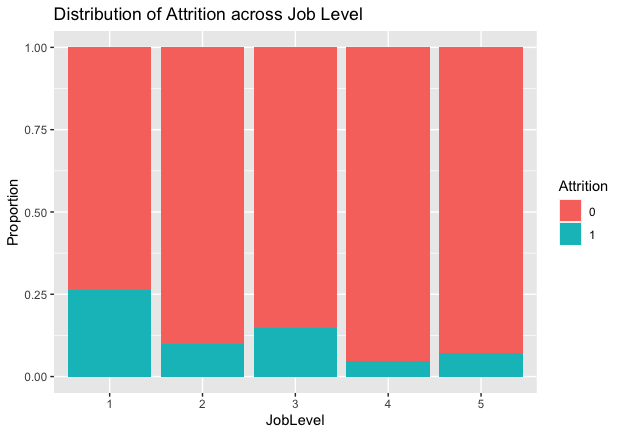 Distribution of Attrition across Job Level
Proportion
1.00
0.75
0.50
0.25
0.00
1 2 3 4 5
JobLevel
Attrition
0
1